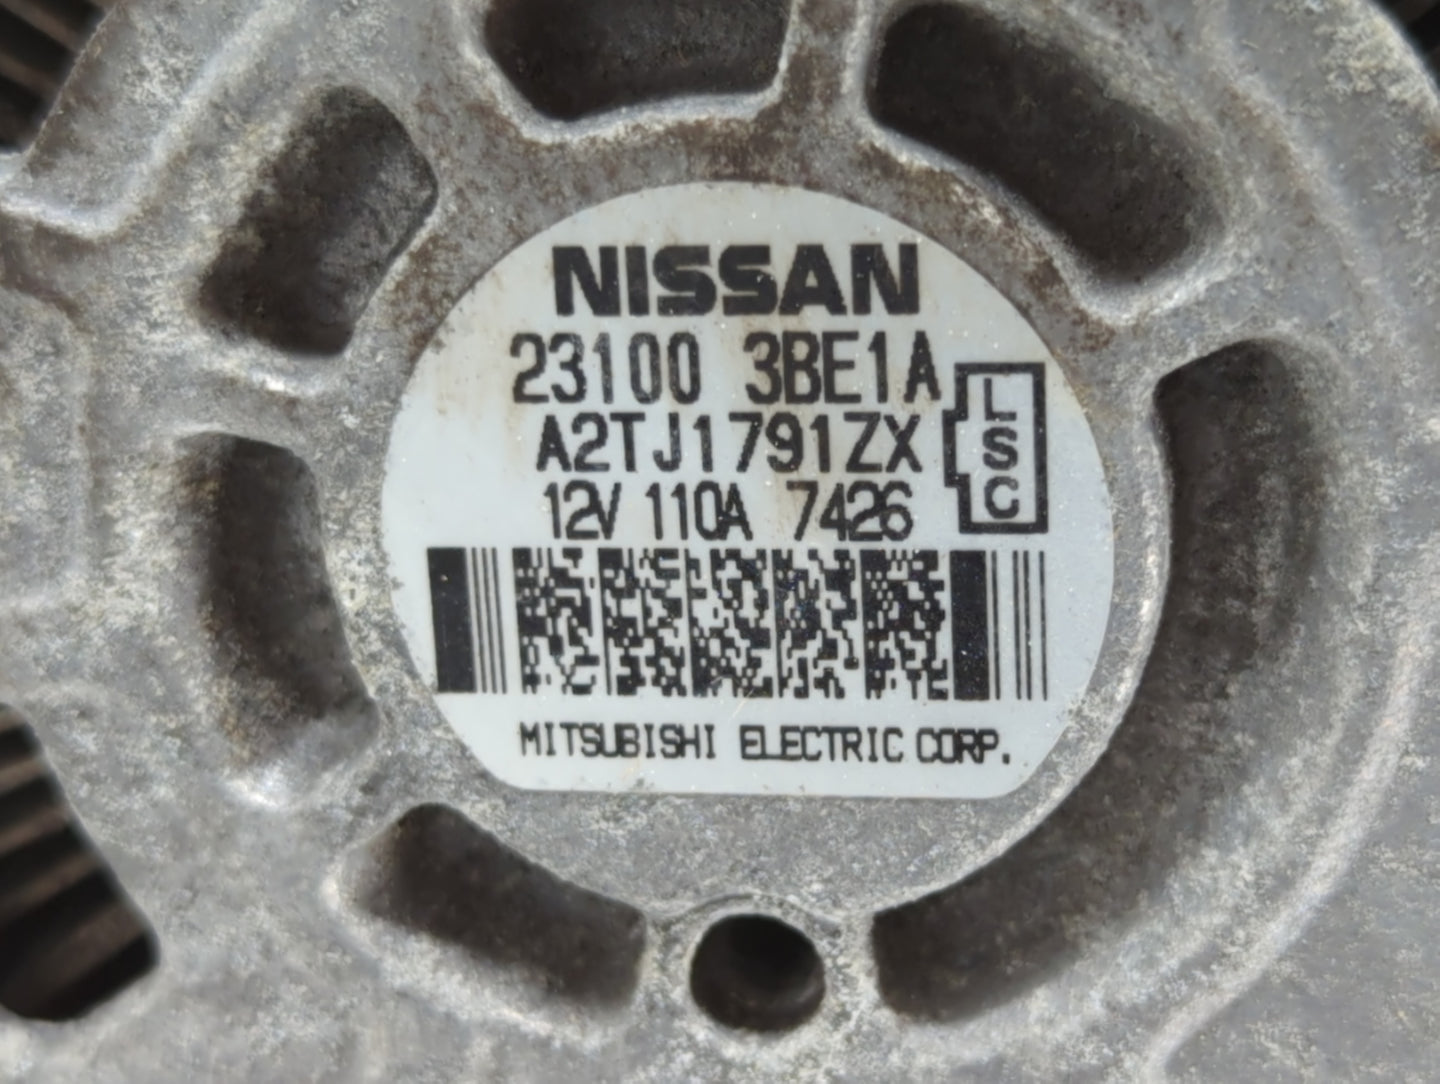 NISSAN
23100 3BE1A
A2TJ1791ZX
12V 110A 7426
L
S
C
MITSUBISHI ELECTRIC CORP.